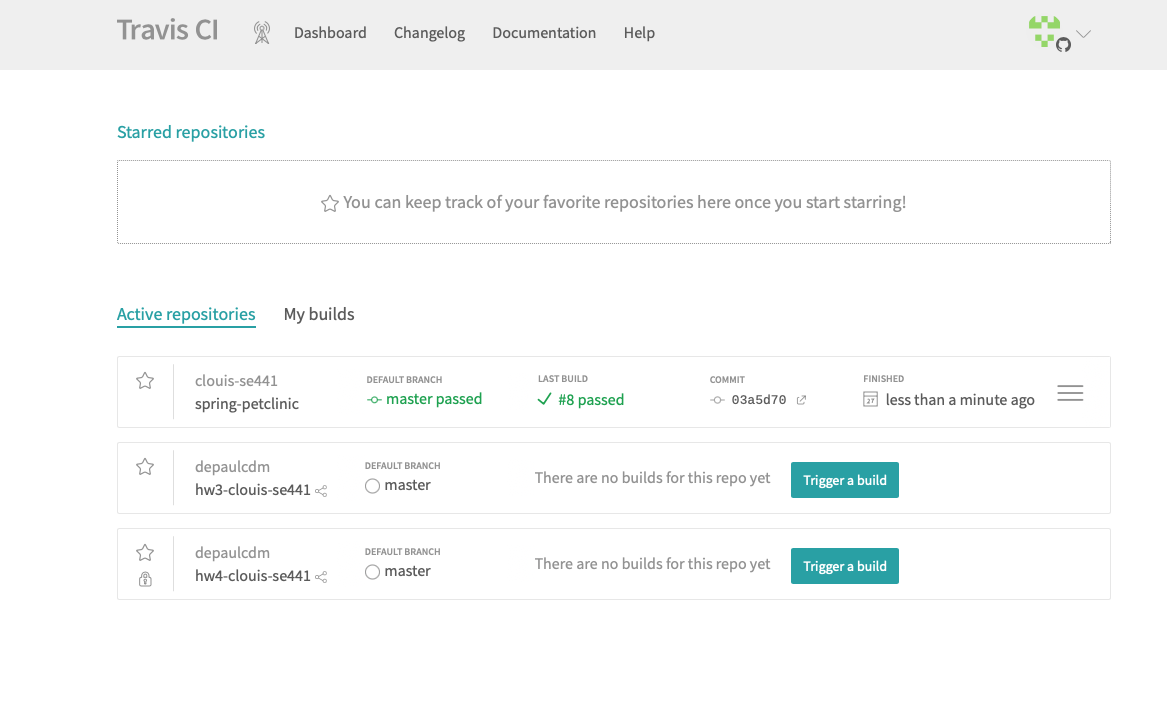 Travis CI Dashboard Changelog Documentation Help
Starred repositories
You can keep track of your favorite repositories here once you start starring!
Active repositories My builds
clouis-se441
spring-petclinic
DEFAULT BRANCH
master passed
LAST BUILD
#8 passed
COMMIT
03a5d70
FINISHED
less than a minute ago
depaulcdm
hw3-clouis-se441
DEFAULT BRANCH
master
There are no builds for this repo yet
Trigger a build
depaulcdm
hw4-clouis-se441
DEFAULT BRANCH
master
There are no builds for this repo yet
Trigger a build